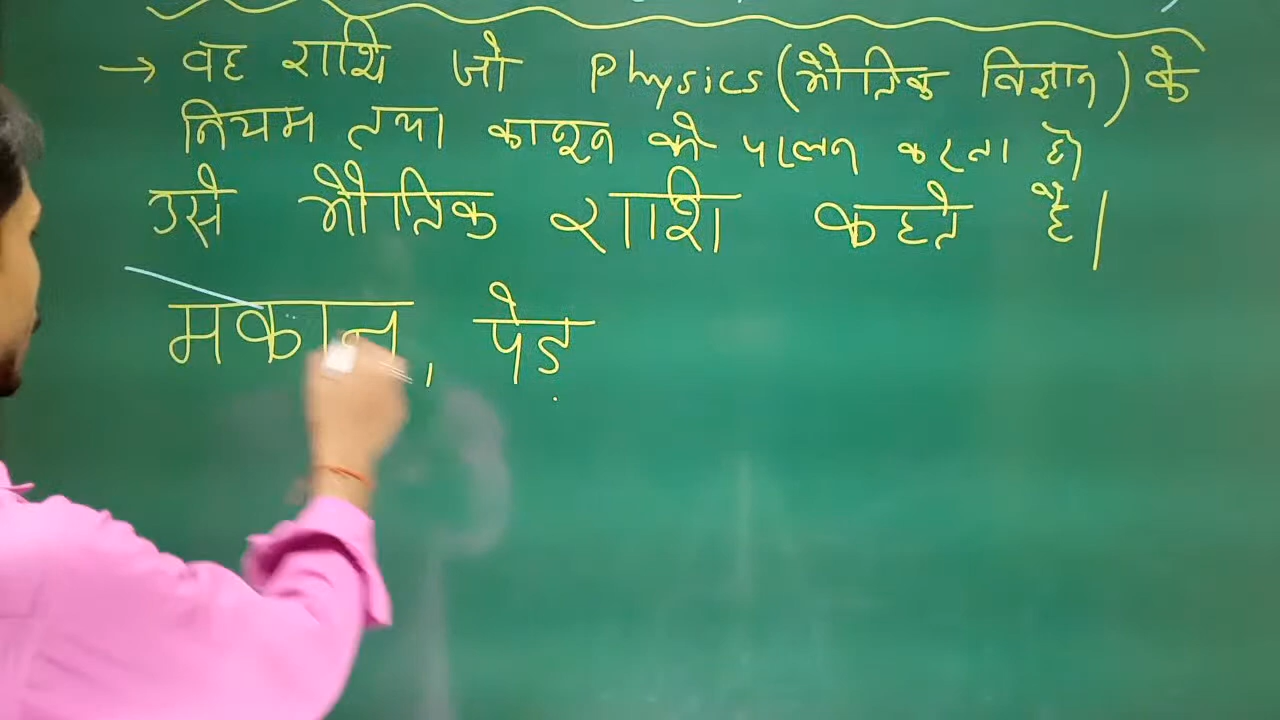 → वह राशि जो Physics (भौतिक विज्ञान) के
नियम तथा कानून को पालन करता हो
उसे भौतिक राशि कहते है।
मकान, पेड़